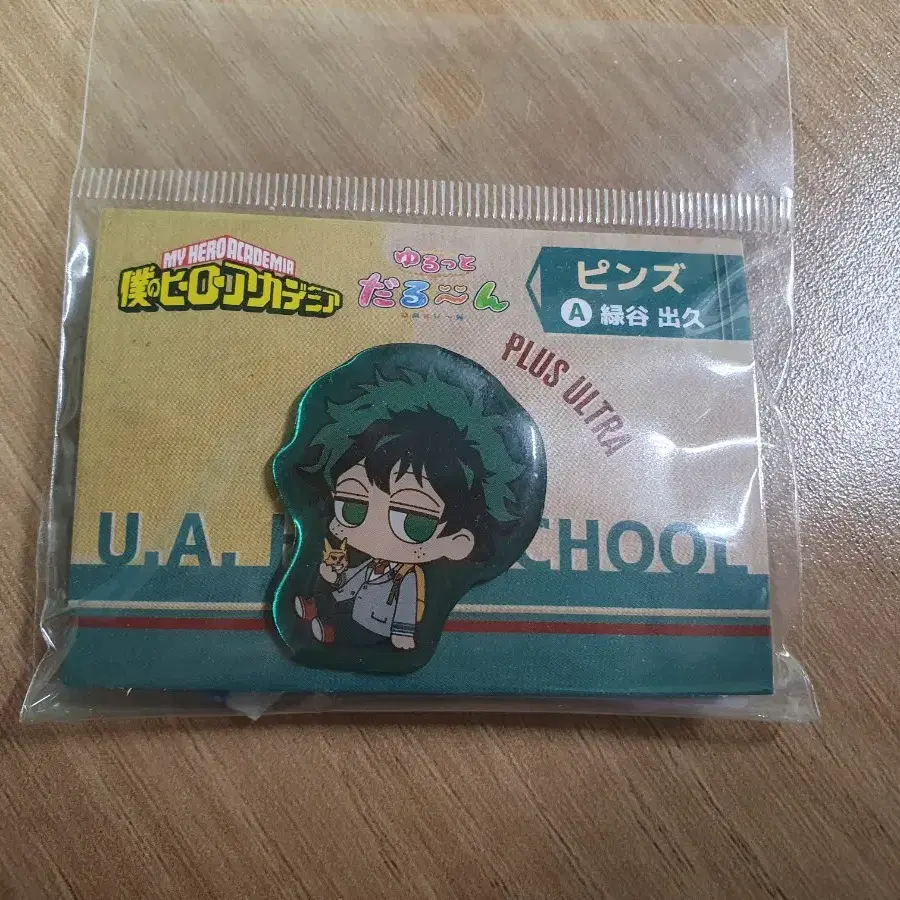 MY HERO ACADEMIA
僕のヒーローアカデミア
ゆるっと
だる〜ん
ピンズ
A 緑谷 出久
PLUS ULTRA
U.A. H SCHOOL